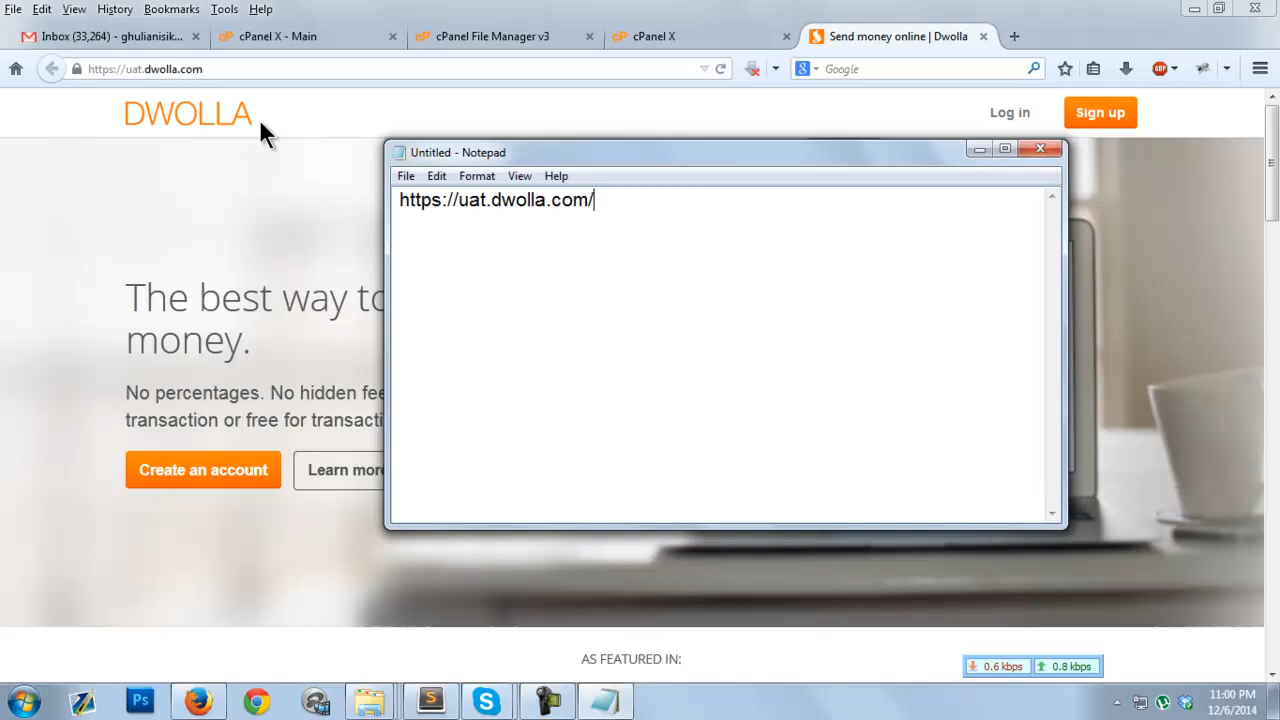 File Edit View History Bookmarks Tools Help
Inbox (33,264) - ghulianisik...
cPanel X - Main
cPanel File Manager v3
cPanel X
Send money online | Dwolla
https://uat.dwolla.com
Google
ABP
DWOLLA
Log in
Sign up
Untitled - Notepad
File Edit Format View Help
https://uat.dwolla.com/
The best way to
money.
No percentages. No hidden fee
transaction or free for transacti
Create an account
Learn more
AS FEATURED IN:
0.6 kbps
0.8 kbps
Ps
11:00 PM
12/6/2014